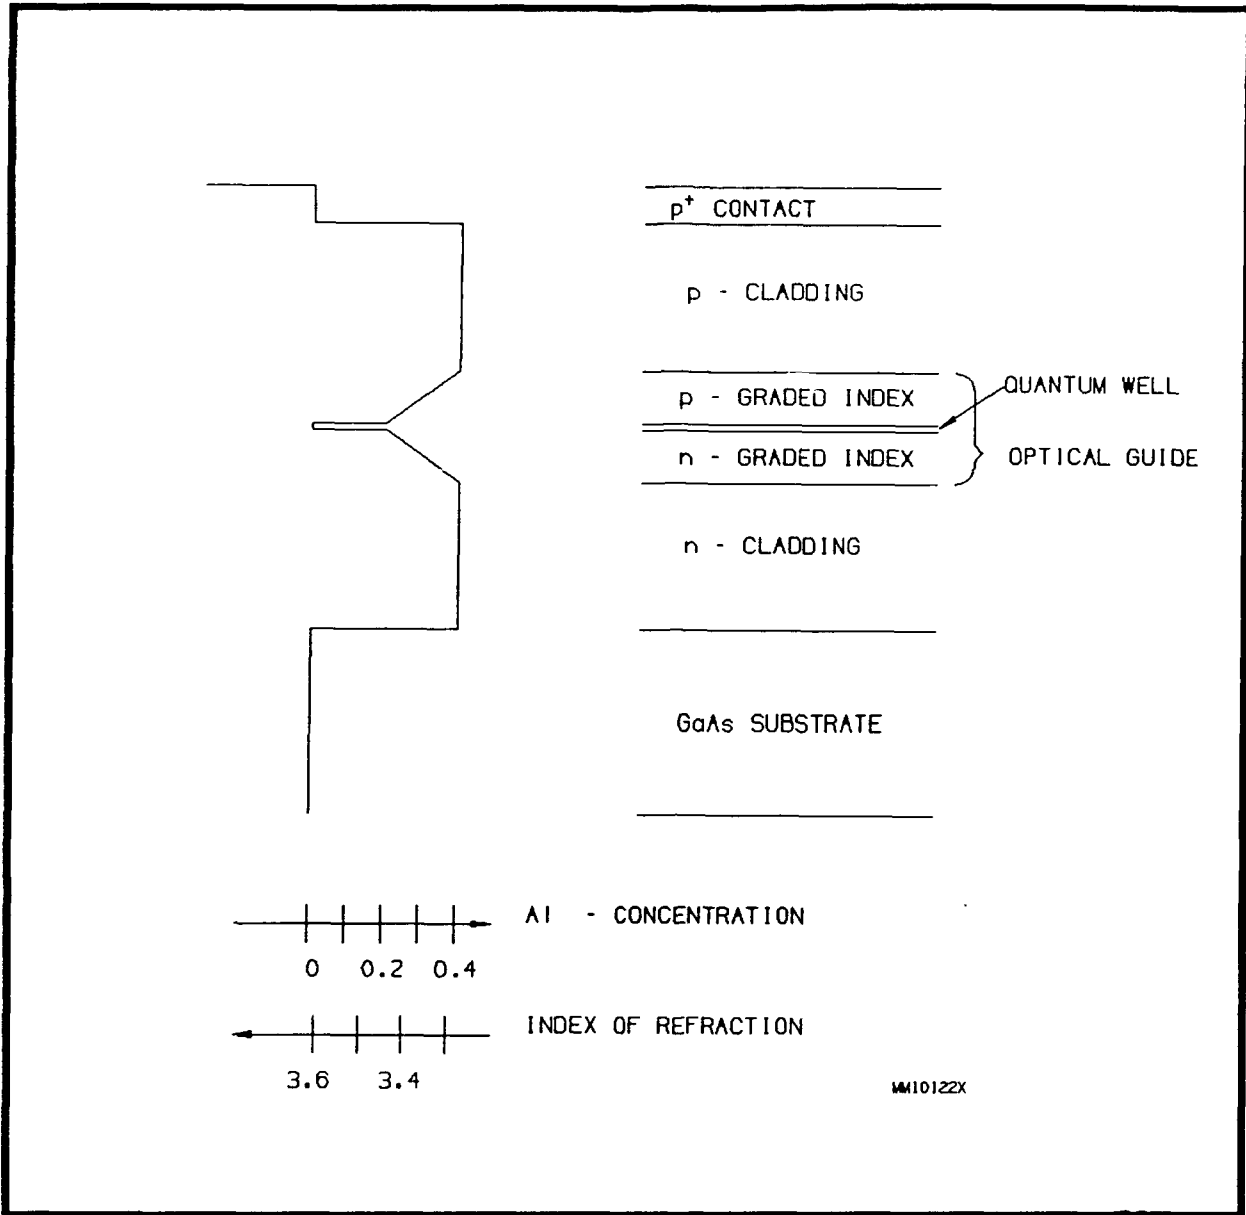 p+ CONTACT
p - CLADDING
p - GRADED INDEX
QUANTUM WELL
n - GRADED INDEX
OPTICAL GUIDE
n - CLADDING
GaAs SUBSTRATE
Al - CONCENTRATION
0 0.2 0.4
INDEX OF REFRACTION
3.6 3.4
MM10122X